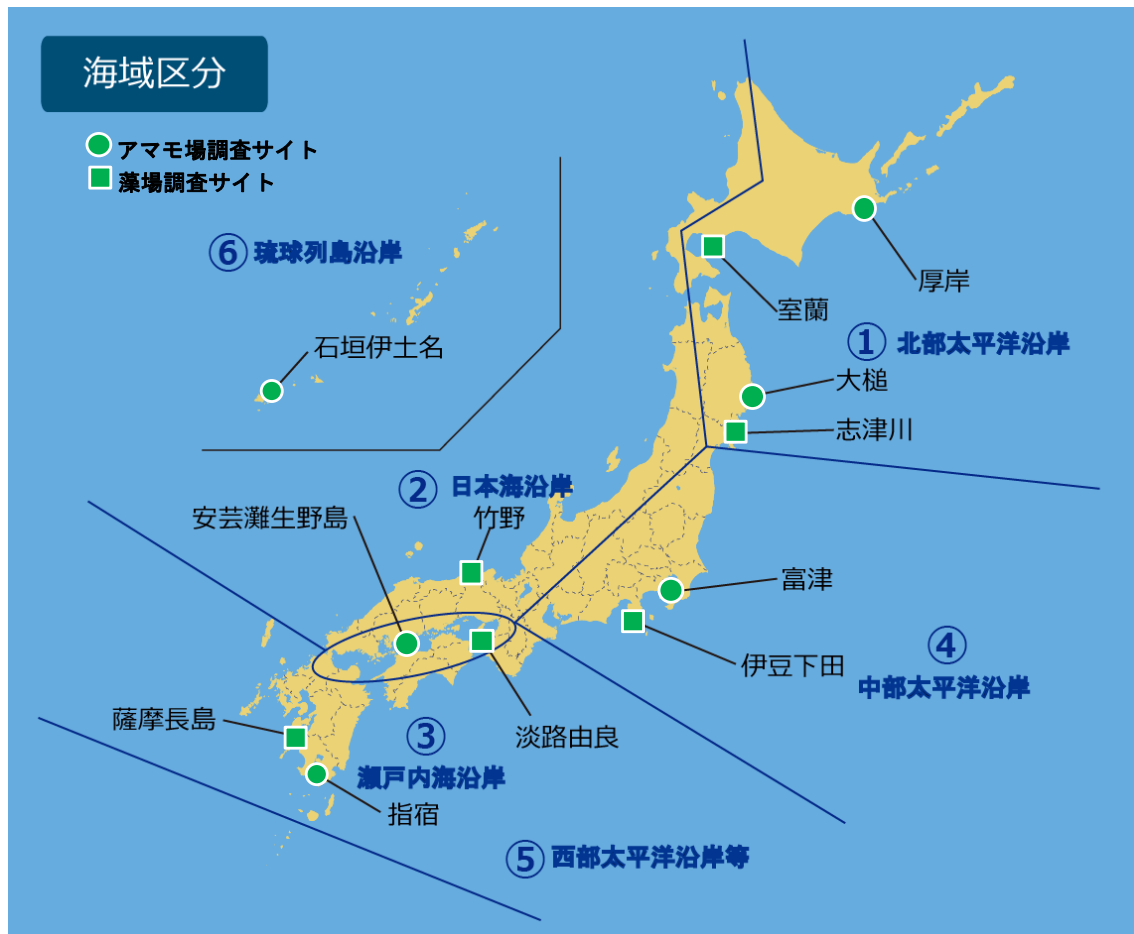 海域区分
アマモ場調査サイト
藻場調査サイト
⑥ 琉球列島沿岸
石垣伊土名
厚岸
室蘭
① 北部太平洋沿岸
大槌
志津川
② 日本海沿岸
竹野
安芸灘生野島
富津
伊豆下田
④
中部太平洋沿岸
淡路由良
薩摩長島
③
瀬戸内海沿岸
指宿
⑤ 西部太平洋沿岸等